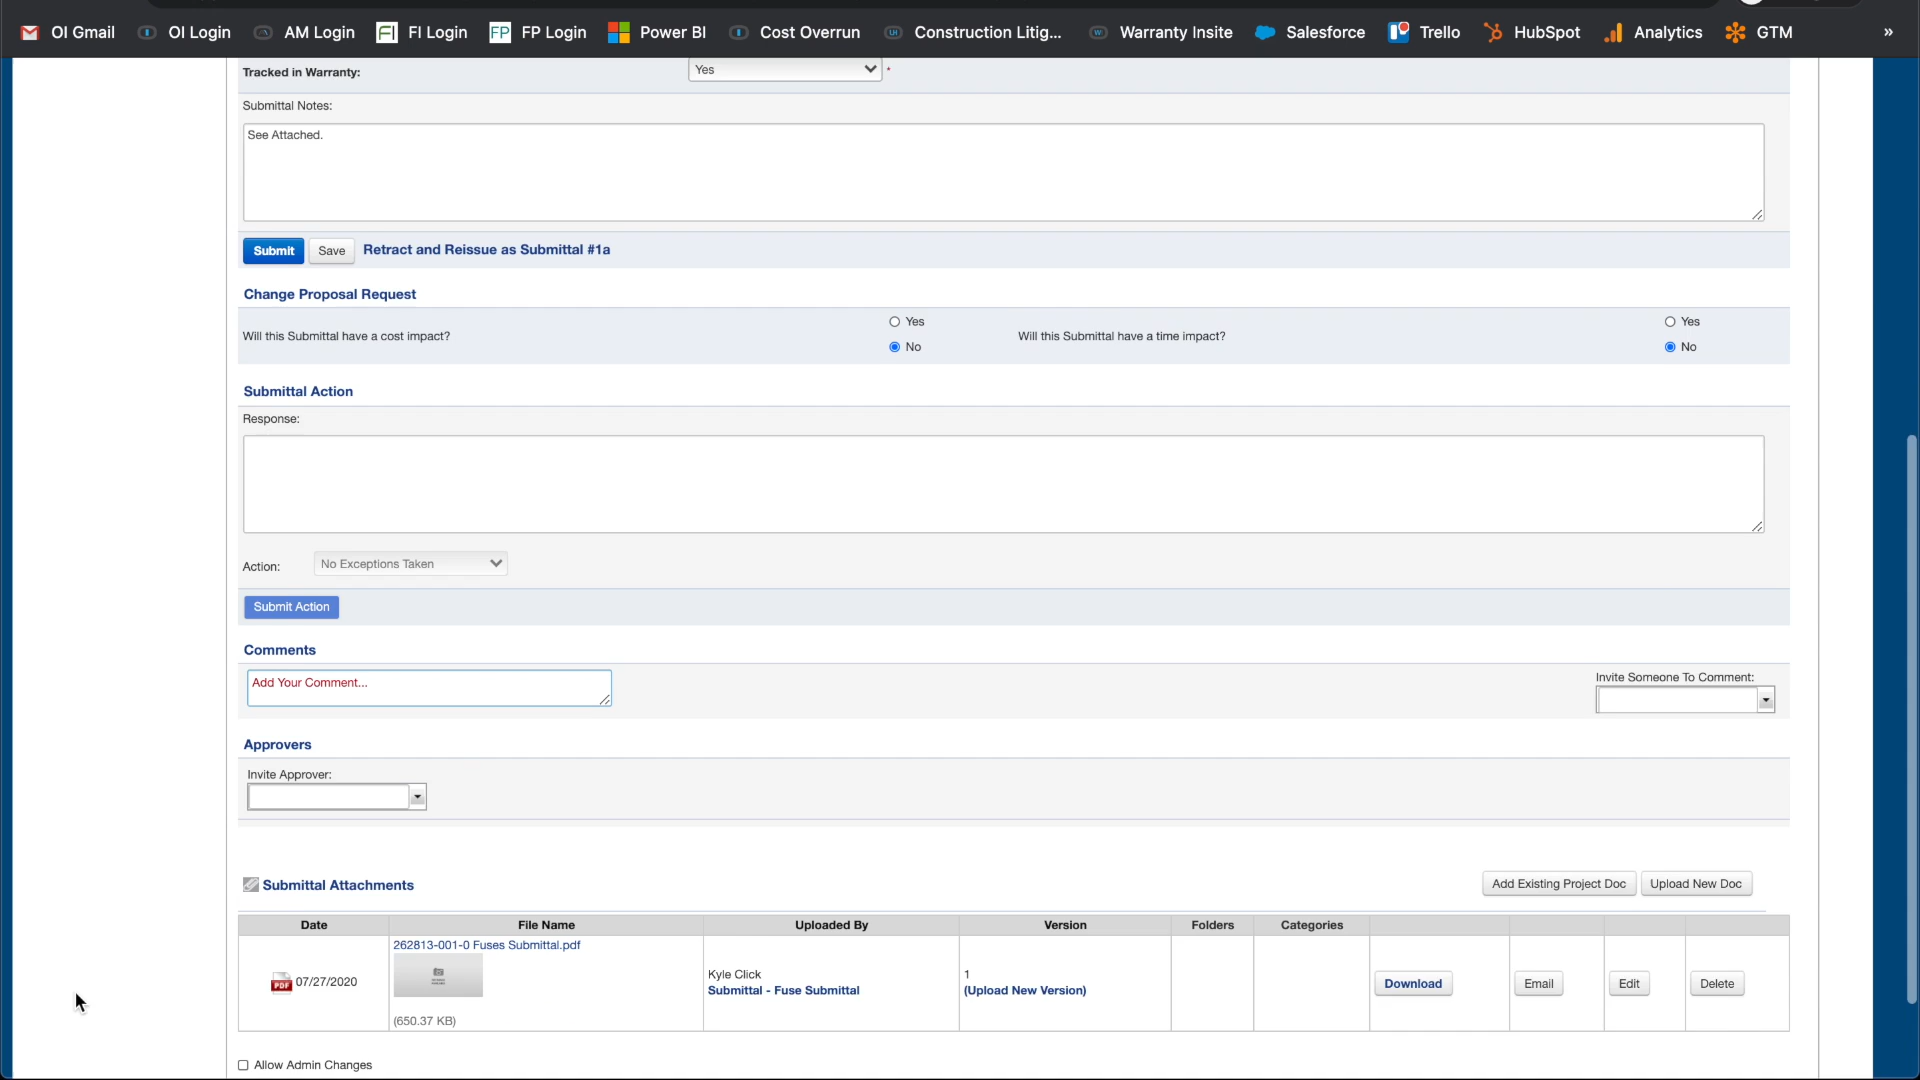 OI Gmail OI Login AM Login FI FI Login FP FP Login Power BI Cost Overrun Construction Litig... Warranty Insite Salesforce Trello HubSpot Analytics GTM »
Tracked in Warranty: Yes *
Submittal Notes:
See Attached.
Submit Save Retract and Reissue as Submittal #1a
Change Proposal Request
Will this Submittal have a cost impact? Yes No Will this Submittal have a time impact? Yes No
Submittal Action
Response:
Action: No Exceptions Taken
Submit Action
Comments
Add Your Comment...
Invite Someone To Comment:
Approvers
Invite Approver:
Submittal Attachments Add Existing Project Doc Upload New Doc
Date File Name Uploaded By Version Folders Categories
262813-001-0 Fuses Submittal.pdf
PDF 07/27/2020 Kyle Click 1 Download Email Edit Delete
Submittal - Fuse Submittal (Upload New Version)
(650.37 KB)
Allow Admin Changes